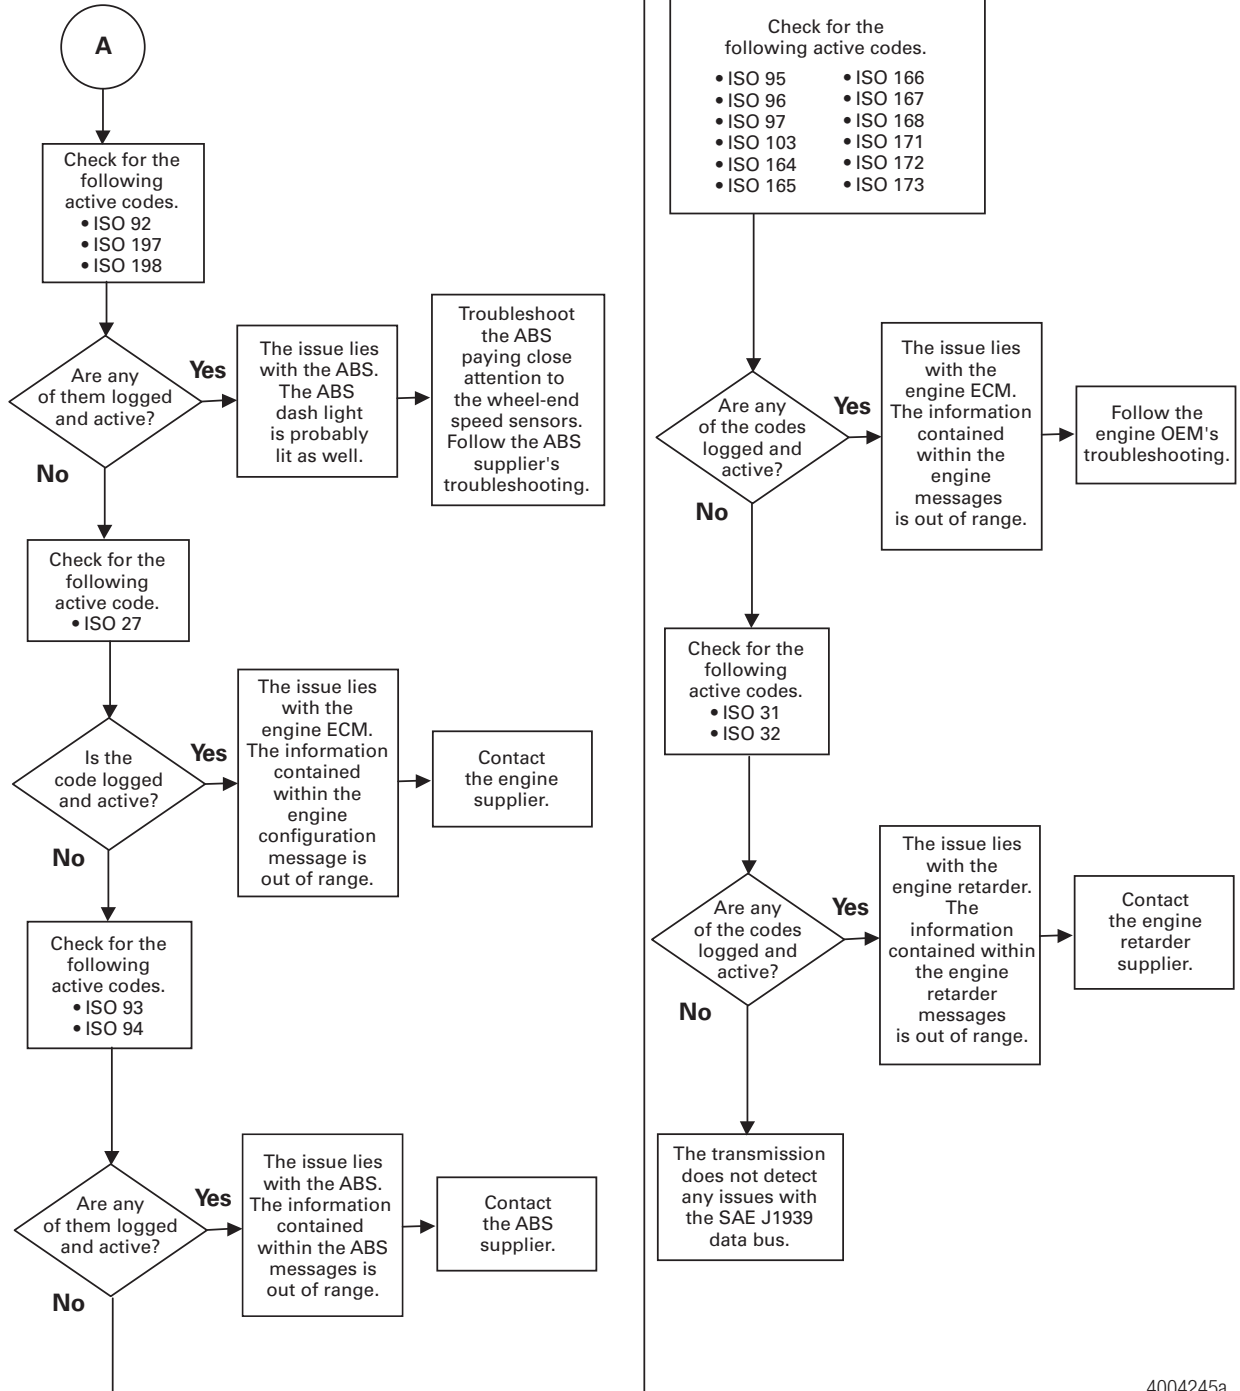 A
Check for the
following
active codes.
• ISO 92
• ISO 197
• ISO 198
Are any
of them logged
and active?
Yes
The issue lies
with the ABS.
The ABS
dash light
is probably
lit as well.
Troubleshoot
the ABS
paying close
attention to
the wheel-end
speed sensors.
Follow the ABS
supplier's
troubleshooting.
No
Check for the
following
active code.
• ISO 27
Is the
code logged
and active?
Yes
The issue lies
with the
engine ECM.
The information
contained
within the
engine
configuration
message is
out of range.
Contact
the engine
supplier.
No
Check for the
following
active codes.
• ISO 93
• ISO 94
Are any
of them logged
and active?
Yes
The issue lies
with the ABS.
The information
contained
within the ABS
messages is
out of range.
Contact
the ABS
supplier.
No
Check for the
following active codes.
• ISO 95
• ISO 96
• ISO 97
• ISO 103
• ISO 164
• ISO 165
• ISO 166
• ISO 167
• ISO 168
• ISO 171
• ISO 172
• ISO 173
Are any
of the codes
logged and
active?
Yes
The issue lies
with the
engine ECM.
The information
contained
within the
engine
messages
is out of range.
Follow the
engine OEM's
troubleshooting.
No
Check for the
following
active codes.
• ISO 31
• ISO 32
Are any
of the codes
logged and
active?
Yes
The issue lies
with the
engine retarder.
The
information
contained within
the engine
retarder
messages
is out of range.
Contact
the engine
retarder
supplier.
No
The transmission
does not detect
any issues with
the SAE J1939
data bus.
4004245a